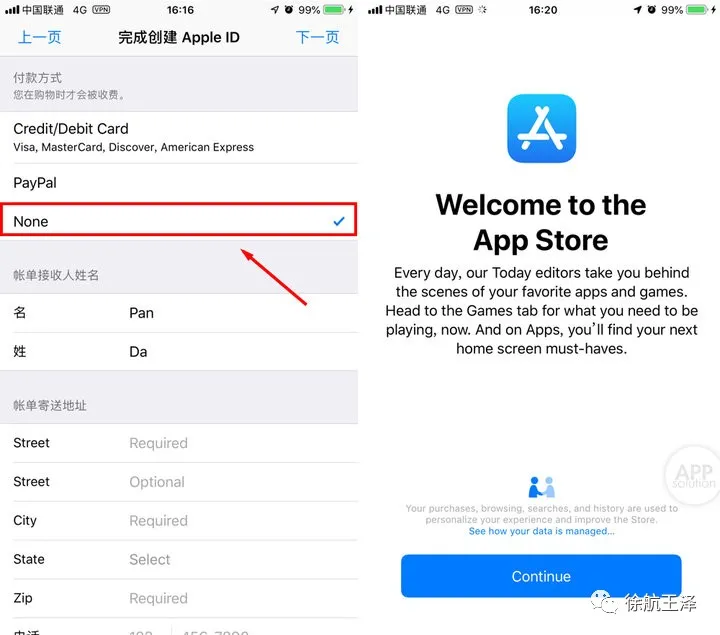 中国联通 4G VPN 16:16 99%
上一页 完成创建 Apple ID 下一页
付款方式
您在购物时才会被收费。
Credit/Debit Card
Visa, MasterCard, Discover, American Express
PayPal
None
帐单接收人姓名
名 Pan
姓 Da
帐单寄送地址
Street Required
Street Optional
City Required
State Select
Zip Required
电话 123 456-7890
中国联通 4G VPN 16:20 99%
Welcome to the
App Store
Every day, our Today editors take you behind
the scenes of your favorite apps and games.
Head to the Games tab for what you need to be
playing, now. And on Apps, you'll find your next
home screen must-haves.
APP
solution
Your purchases, browsing, searches, and history are used to
personalize your experience and improve the Store.
See how your data is managed...
Continue
徐航王泽